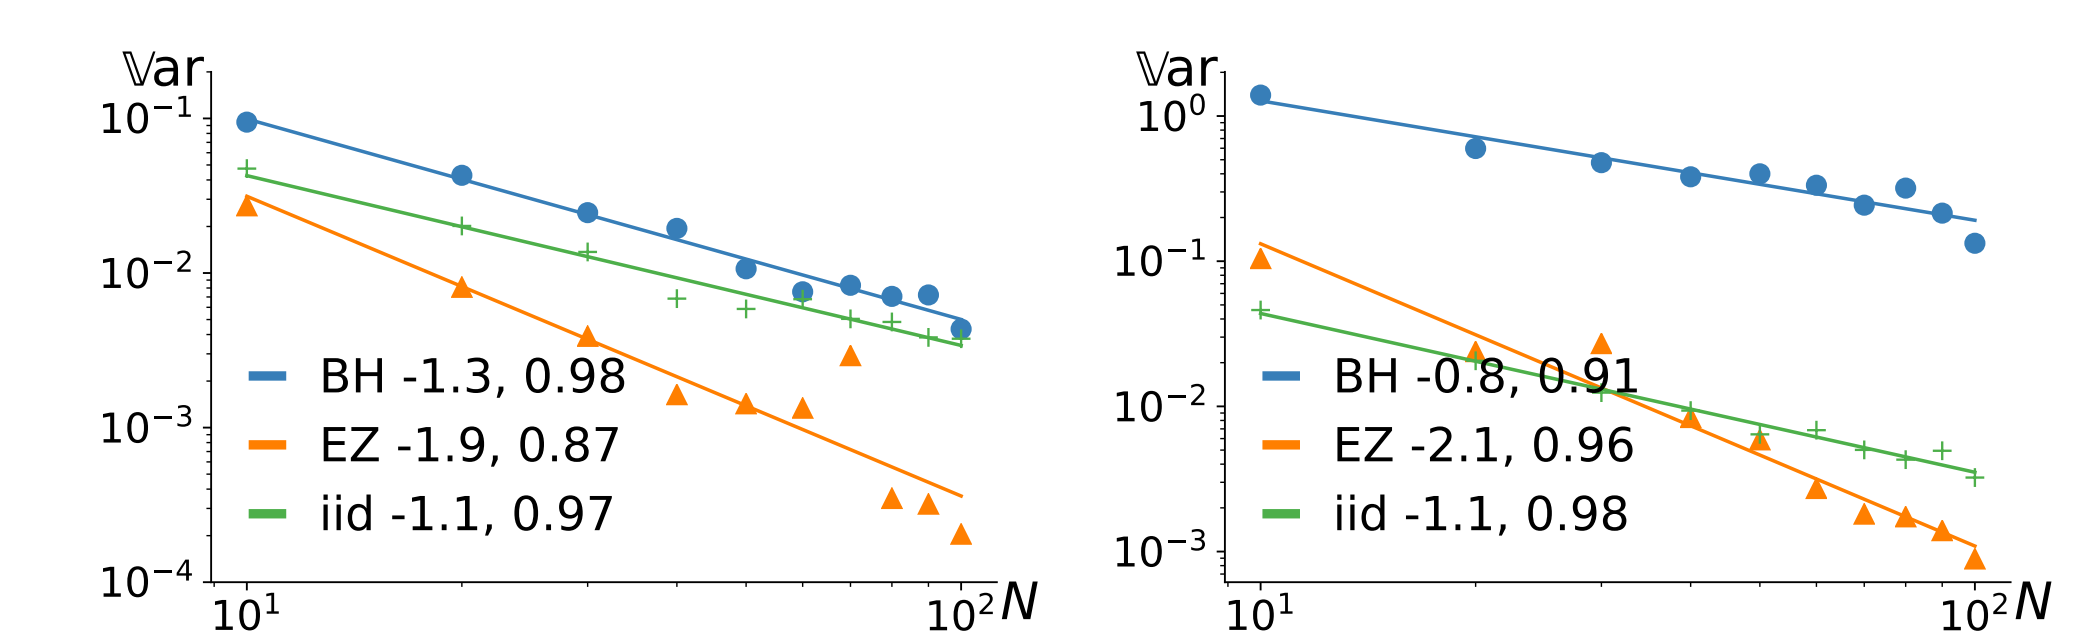 𝕍ar
10⁻¹
10⁻²
10⁻³
10⁻⁴
BH -1.3, 0.98
EZ -1.9, 0.87
iid -1.1, 0.97
10¹
10²
N
𝕍ar
10⁰
10⁻¹
10⁻²
10⁻³
BH -0.8, 0.91
EZ -2.1, 0.96
iid -1.1, 0.98
10¹
10²
N